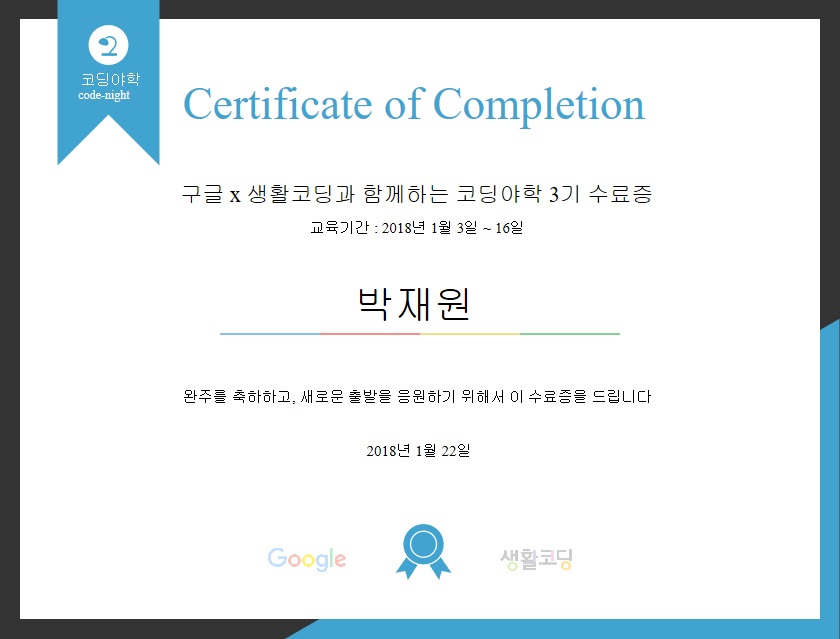 코딩야학
code-night
Certificate of Completion
구글 x 생활코딩과 함께하는 코딩야학 3기 수료증
교육기간 : 2018년 1월 3일 ~ 16일
박재원
완주를 축하하고, 새로운 출발을 응원하기 위해서 이 수료증을 드립니다
2018년 1월 22일
Google
생활코딩